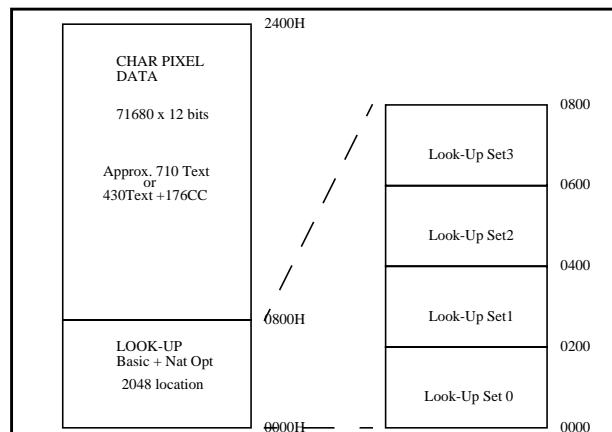 2400H
CHAR PIXEL
DATA
71680 x 12 bits
Approx. 710 Text
or
430Text +176CC
0800H
LOOK-UP
Basic + Nat Opt
2048 location
0000H
0800
Look-Up Set3
0600
Look-Up Set2
0400
Look-Up Set1
0200
Look-Up Set 0
0000